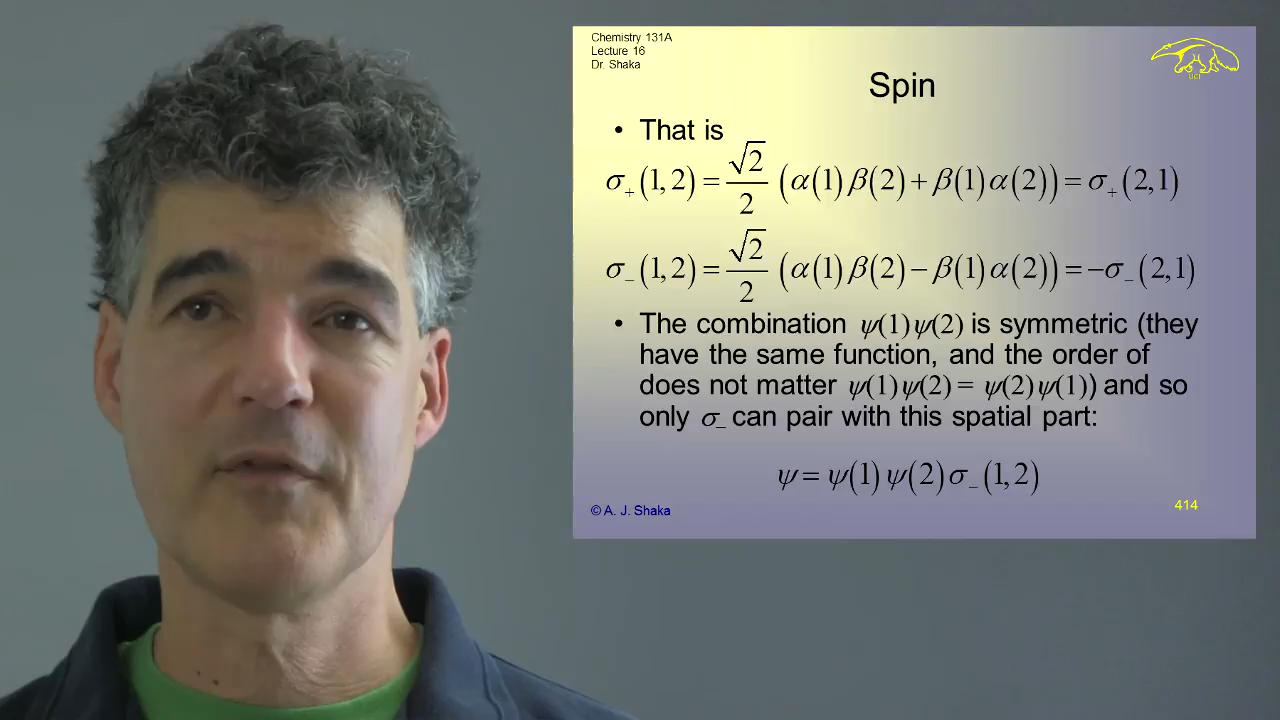 Chemistry 131A
Lecture 16
Dr. Shaka
UCI
Spin
• That is
σ₊(1,2) = √2/2 (α(1)β(2)+β(1)α(2)) = σ₊(2,1)
σ₋(1,2) = √2/2 (α(1)β(2)−β(1)α(2)) = −σ₋(2,1)
• The combination ψ(1)ψ(2) is symmetric (they
have the same function, and the order of
does not matter ψ(1)ψ(2) = ψ(2)ψ(1)) and so
only σ₋ can pair with this spatial part:
ψ = ψ(1)ψ(2)σ₋(1,2)
© A. J. Shaka
414